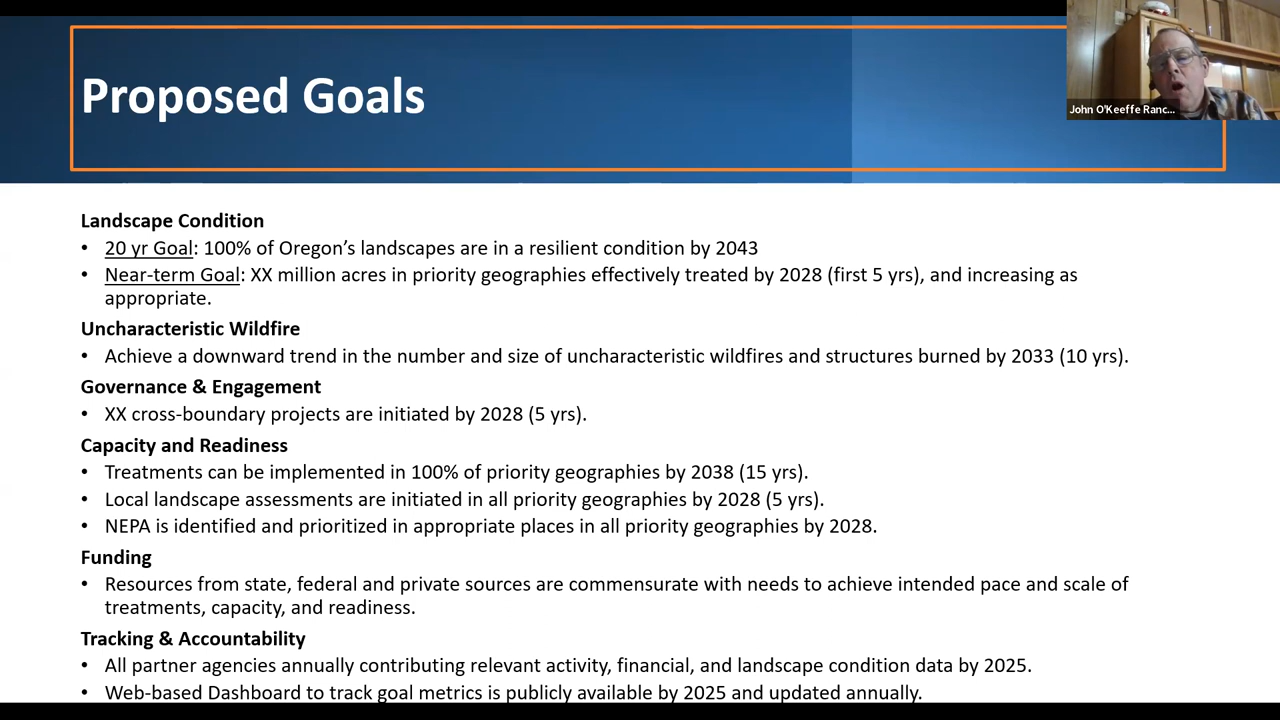 Proposed Goals
John O'Keeffe Ranc...
Landscape Condition
• 20 yr Goal: 100% of Oregon’s landscapes are in a resilient condition by 2043
• Near-term Goal: XX million acres in priority geographies effectively treated by 2028 (first 5 yrs), and increasing as
appropriate.
Uncharacteristic Wildfire
• Achieve a downward trend in the number and size of uncharacteristic wildfires and structures burned by 2033 (10 yrs).
Governance & Engagement
• XX cross-boundary projects are initiated by 2028 (5 yrs).
Capacity and Readiness
• Treatments can be implemented in 100% of priority geographies by 2038 (15 yrs).
• Local landscape assessments are initiated in all priority geographies by 2028 (5 yrs).
• NEPA is identified and prioritized in appropriate places in all priority geographies by 2028.
Funding
• Resources from state, federal and private sources are commensurate with needs to achieve intended pace and scale of
treatments, capacity, and readiness.
Tracking & Accountability
• All partner agencies annually contributing relevant activity, financial, and landscape condition data by 2025.
• Web-based Dashboard to track goal metrics is publicly available by 2025 and updated annually.